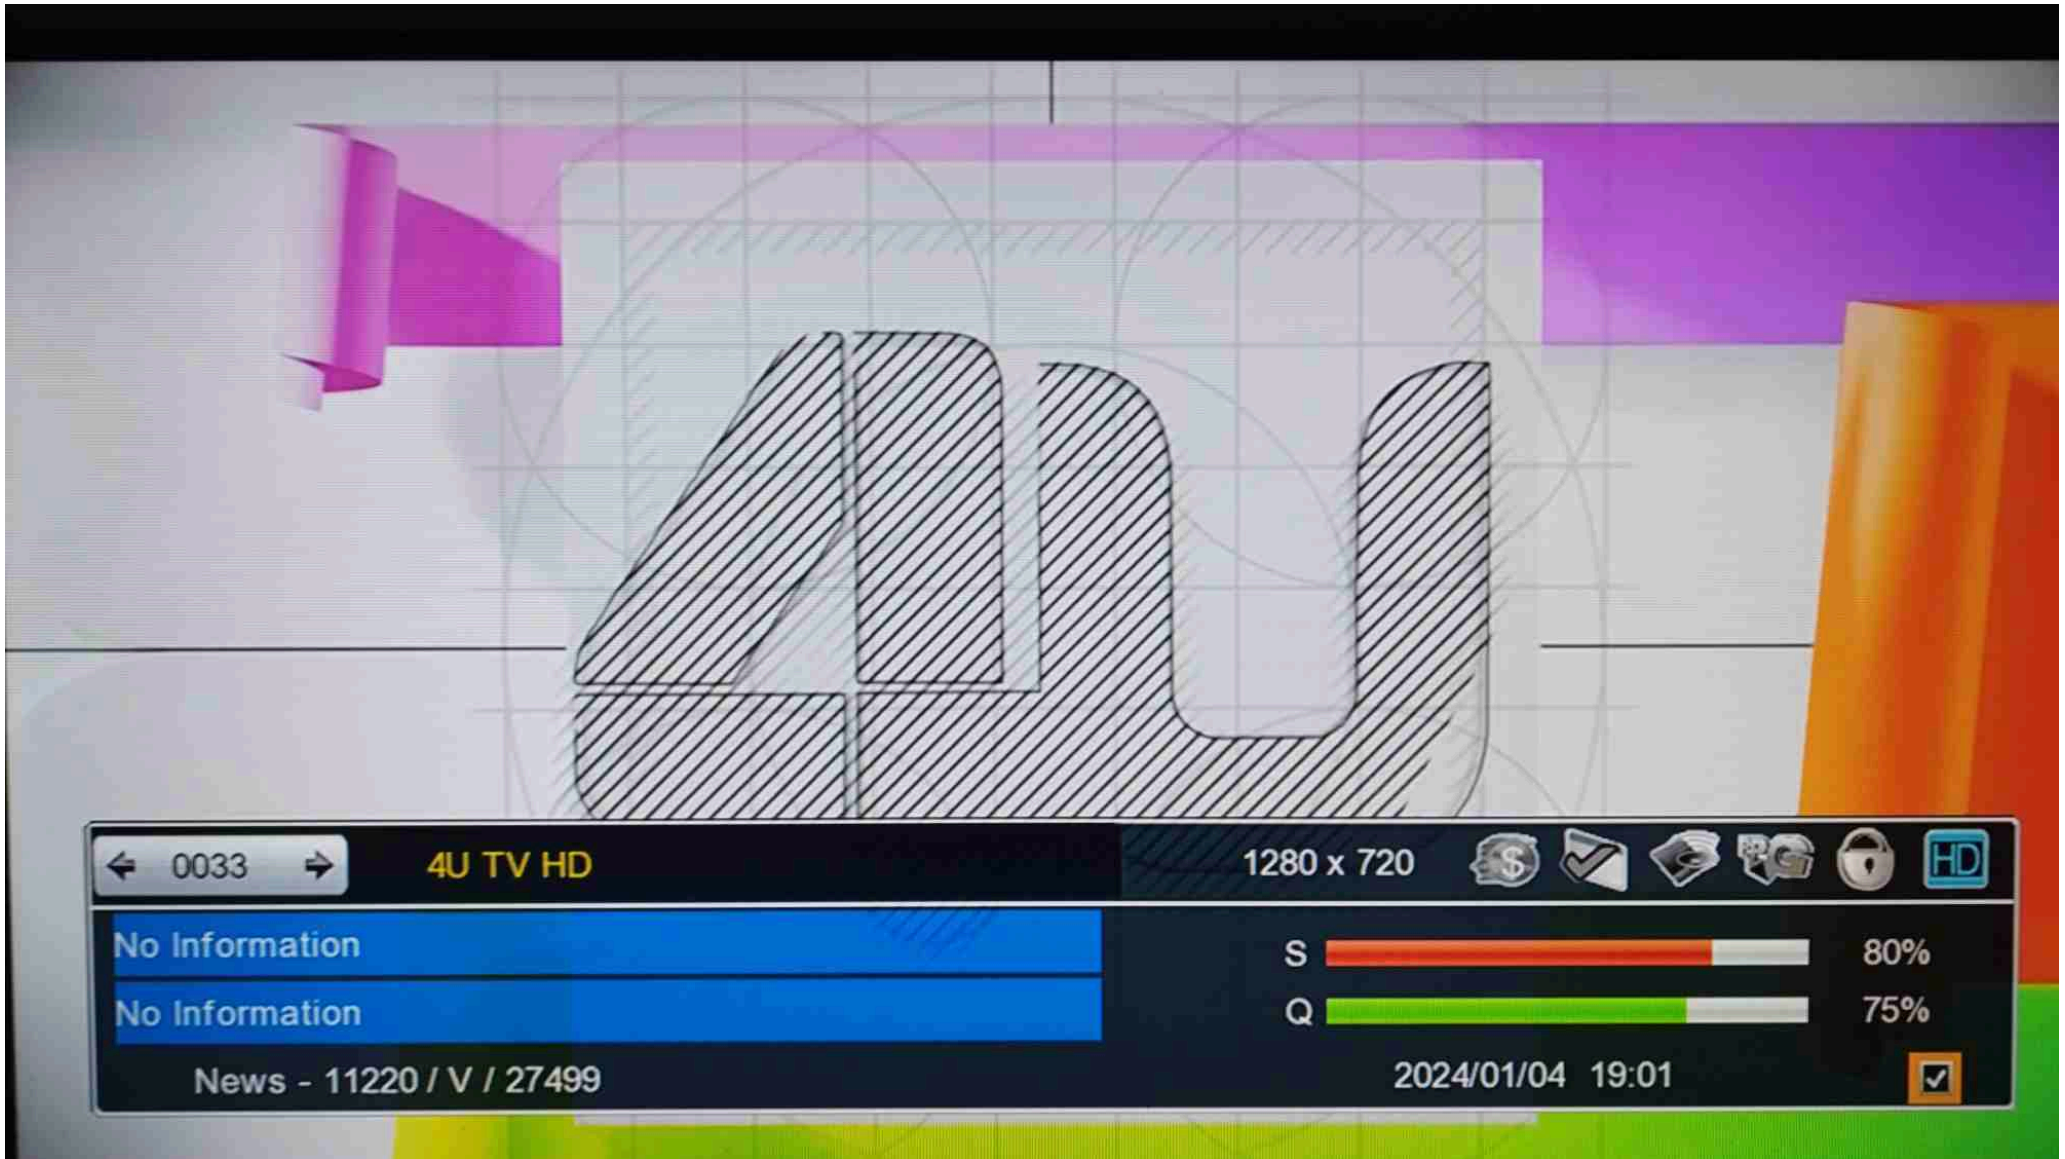 4U
0033
4U TV HD
1280 x 720
HD
No Information
S 80%
No Information
Q 75%
News - 11220 / V / 27499
2024/01/04 19:01